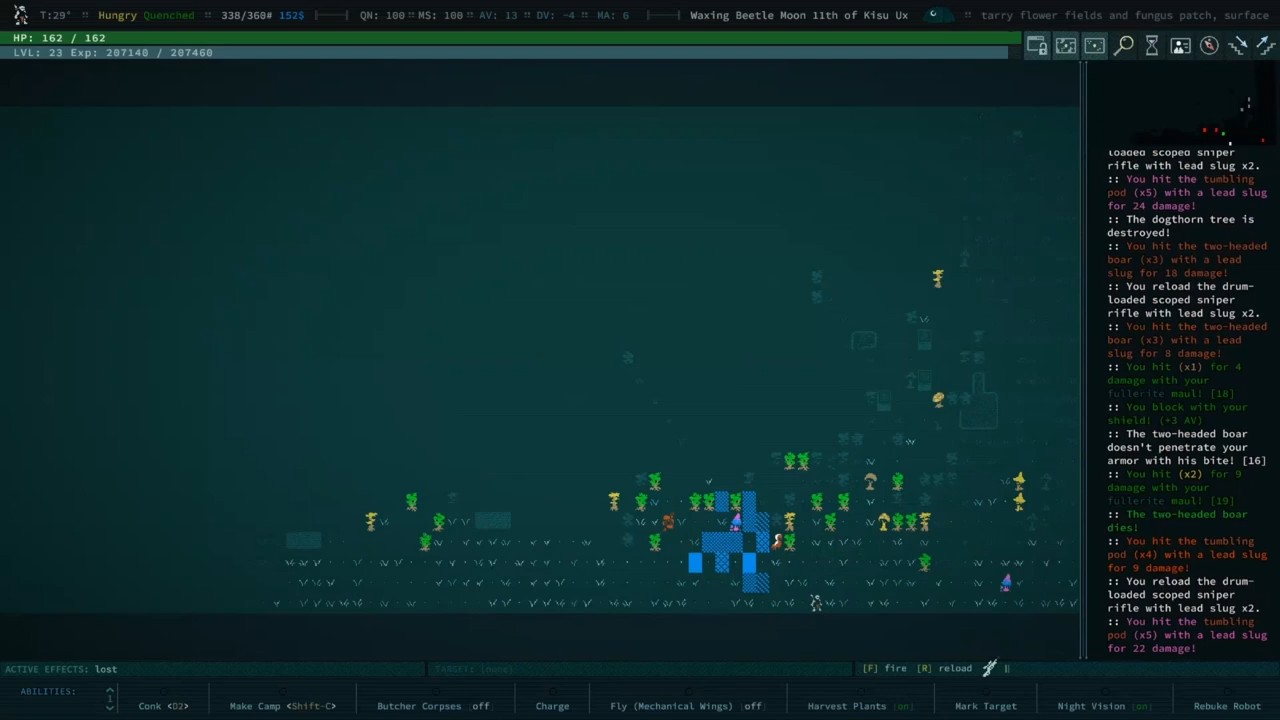 T:29° Hungry Quenched :: 338/360# 152$ QN: 100 :: MS: 100 :: AV: 13 :: DV: -4 :: MA: 6 Waxing Beetle Moon 11th of Kisu Ux :: tarry flower fields and fungus patch, surface
HP: 162 / 162
LVL: 23 Exp: 207140 / 207460
loaded scoped sniper
rifle with lead slug x2.
:: You hit the tumbling
pod (x5) with a lead slug
for 24 damage!
:: The dogthorn tree is
destroyed!
:: You hit the two-headed
boar (x3) with a lead
slug for 18 damage!
:: You reload the drum-
loaded scoped sniper
rifle with lead slug x2.
:: You hit the two-headed
boar (x3) with a lead
slug for 8 damage!
:: You hit (x1) for 4
damage with your
fullerite maul! [18]
:: You block with your
shield! (+3 AV)
:: The two-headed boar
doesn't penetrate your
armor with his bite! [16]
:: You hit (x2) for 9
damage with your
fullerite maul! [19]
:: The two-headed boar
dies!
:: You hit the tumbling
pod (x4) with a lead slug
for 9 damage!
:: You reload the drum-
loaded scoped sniper
rifle with lead slug x2.
:: You hit the tumbling
pod (x5) with a lead slug
for 22 damage!
ACTIVE EFFECTS: lost TARGET: [none] [F] fire [R] reload
ABILITIES: 1 Conk <02> Make Camp <Shift-C> Butcher Corpses [off] Charge Fly (Mechanical Wings) [off] Harvest Plants [on] Mark Target Night Vision [on] Rebuke Robot